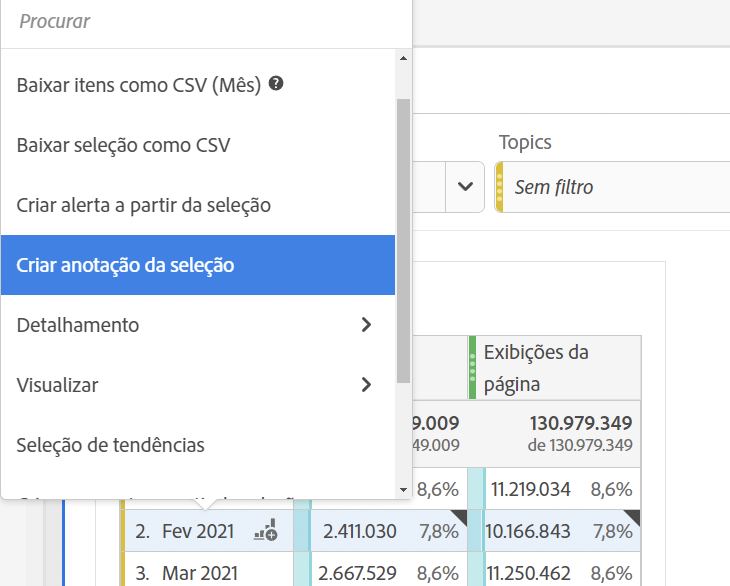 Procurar
Baixar itens como CSV (Mês) ?
Baixar seleção como CSV
Criar alerta a partir da seleção
Criar anotação da seleção
Detalhamento
Visualizar
Seleção de tendências
Topics
Sem filtro
Exibições da
página
9.009 130.979.349
49.009 de 130.979.349
8,6% 11.219.034 8,6%
2. Fev 2021 2.411.030 7,8% 10.166.843 7,8%
3. Mar 2021 2.667.529 8,6% 11.250.462 8,6%